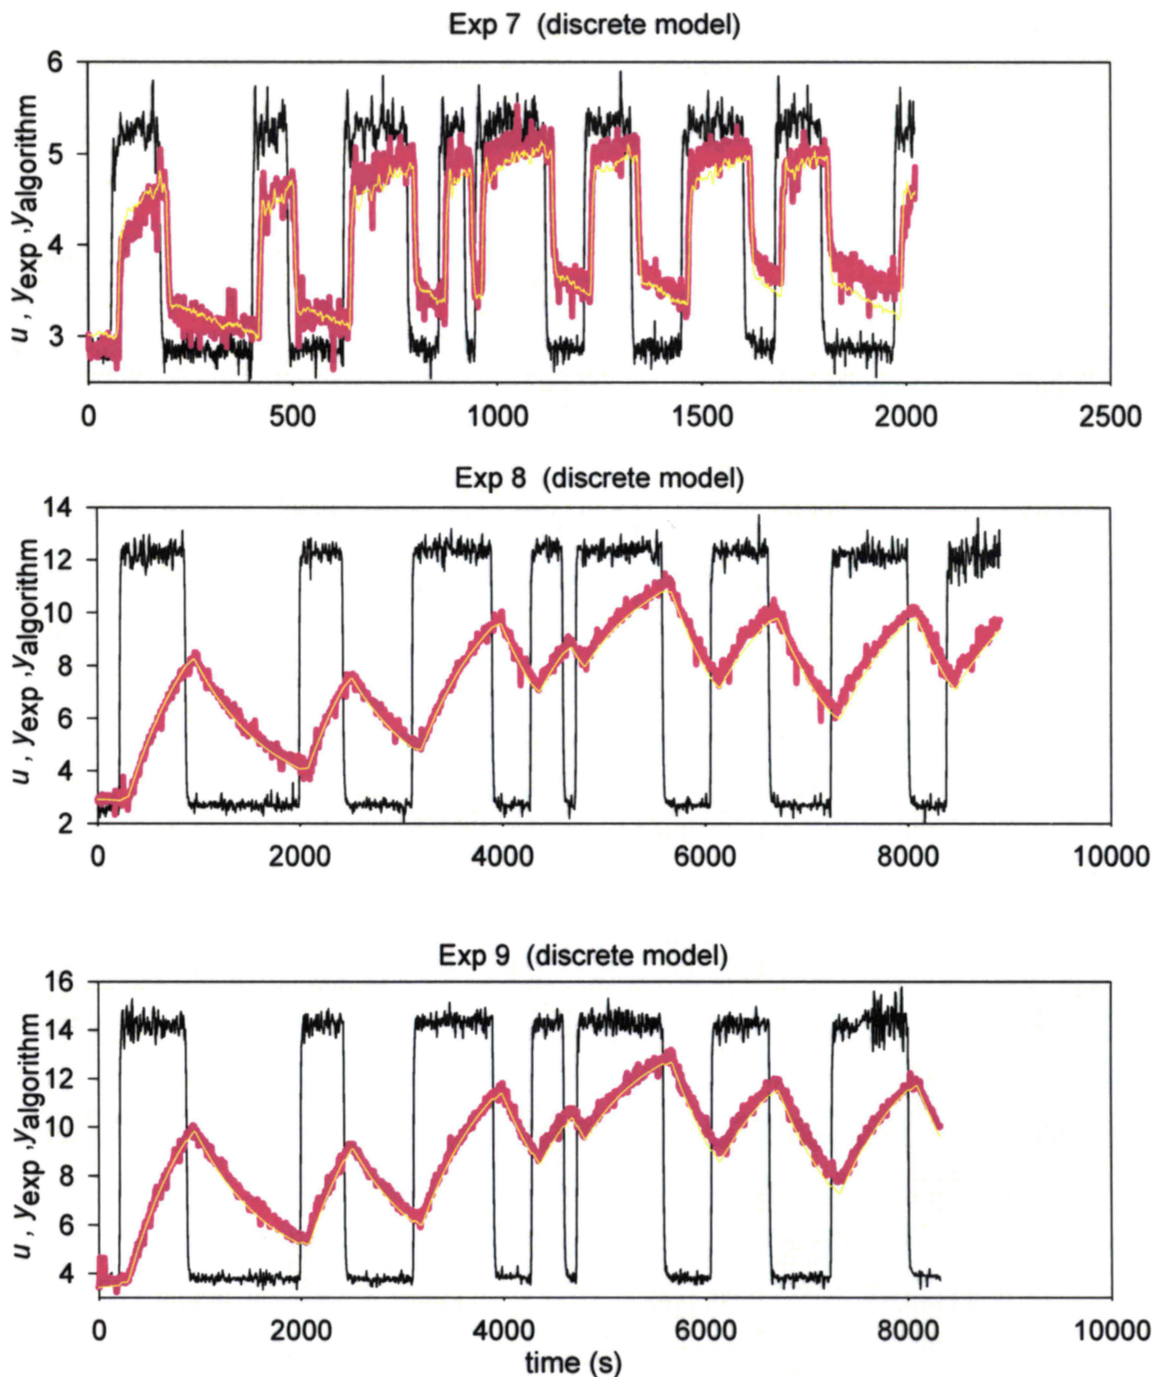 Exp 7 (discrete model)
6
5
4
3
u , yexp ,yalgorithm
0 500 1000 1500 2000 2500
Exp 8 (discrete model)
14
12
10
8
6
4
2
u , yexp ,yalgorithm
0 2000 4000 6000 8000 10000
Exp 9 (discrete model)
16
14
12
10
8
6
4
u , yexp ,yalgorithm
0 2000 4000 6000 8000 10000
time (s)